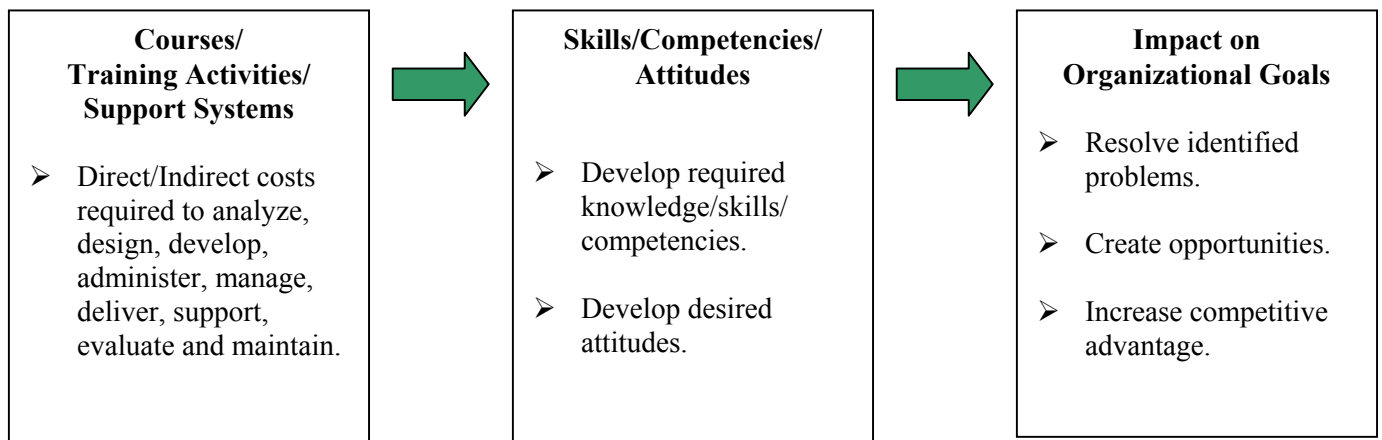 Courses/
Training Activities/
Support Systems
➢ Direct/Indirect costs
required to analyze,
design, develop,
administer, manage,
deliver, support,
evaluate and maintain.
Skills/Competencies/
Attitudes
➢ Develop required
knowledge/skills/
competencies.
➢ Develop desired
attitudes.
Impact on
Organizational Goals
➢ Resolve identified
problems.
➢ Create opportunities.
➢ Increase competitive
advantage.